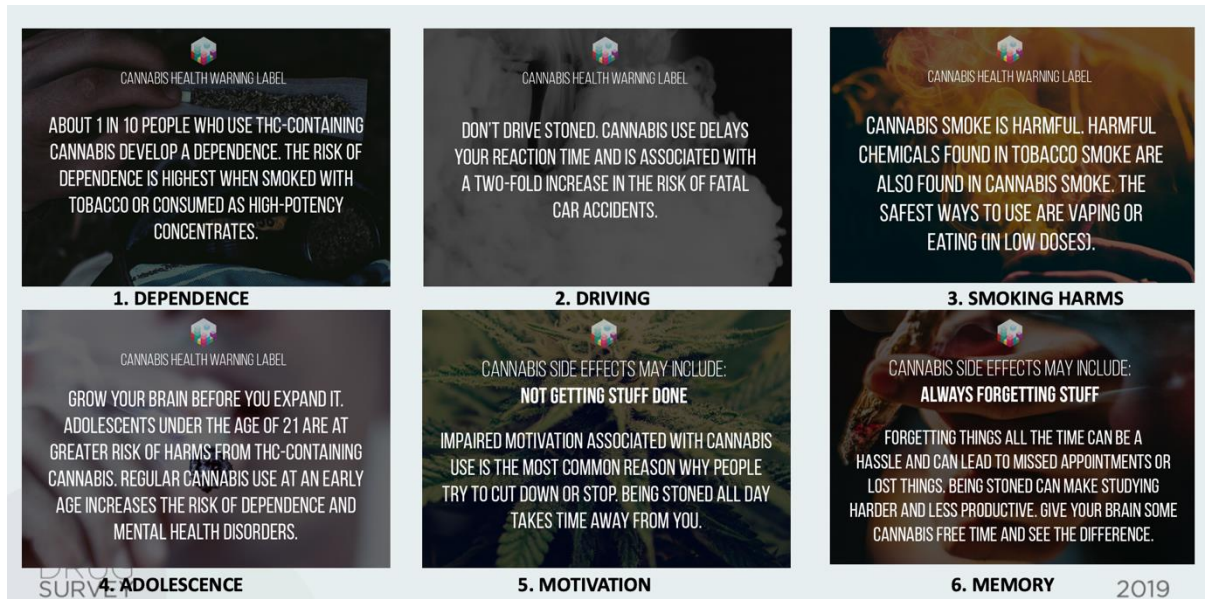 CANNABIS HEALTH WARNING LABEL
ABOUT 1 IN 10 PEOPLE WHO USE THC-CONTAINING
CANNABIS DEVELOP A DEPENDENCE. THE RISK OF
DEPENDENCE IS HIGHEST WHEN SMOKED WITH
TOBACCO OR CONSUMED AS HIGH-POTENCY
CONCENTRATES.
1. DEPENDENCE
CANNABIS HEALTH WARNING LABEL
DON'T DRIVE STONED. CANNABIS USE DELAYS
YOUR REACTION TIME AND IS ASSOCIATED WITH
A TWO-FOLD INCREASE IN THE RISK OF FATAL
CAR ACCIDENTS.
2. DRIVING
CANNABIS HEALTH WARNING LABEL
CANNABIS SMOKE IS HARMFUL. HARMFUL
CHEMICALS FOUND IN TOBACCO SMOKE ARE
ALSO FOUND IN CANNABIS SMOKE. THE
SAFEST WAYS TO USE ARE VAPING OR
EATING (IN LOW DOSES).
3. SMOKING HARMS
CANNABIS HEALTH WARNING LABEL
GROW YOUR BRAIN BEFORE YOU EXPAND IT.
ADOLESCENTS UNDER THE AGE OF 21 ARE AT
GREATER RISK OF HARMS FROM THC-CONTAINING
CANNABIS. REGULAR CANNABIS USE AT AN EARLY
AGE INCREASES THE RISK OF DEPENDENCE AND
MENTAL HEALTH DISORDERS.
4. ADOLESCENCE
CANNABIS SIDE EFFECTS MAY INCLUDE:
NOT GETTING STUFF DONE
IMPAIRED MOTIVATION ASSOCIATED WITH CANNABIS
USE IS THE MOST COMMON REASON WHY PEOPLE
TRY TO CUT DOWN OR STOP. BEING STONED ALL DAY
TAKES TIME AWAY FROM YOU.
5. MOTIVATION
CANNABIS SIDE EFFECTS MAY INCLUDE:
ALWAYS FORGETTING STUFF
FORGETTING THINGS ALL THE TIME CAN BE A
HASSLE AND CAN LEAD TO MISSED APPOINTMENTS OR
LOST THINGS. BEING STONED CAN MAKE STUDYING
HARDER AND LESS PRODUCTIVE. GIVE YOUR BRAIN SOME
CANNABIS FREE TIME AND SEE THE DIFFERENCE.
6. MEMORY
DRUG
SURVEY
2019